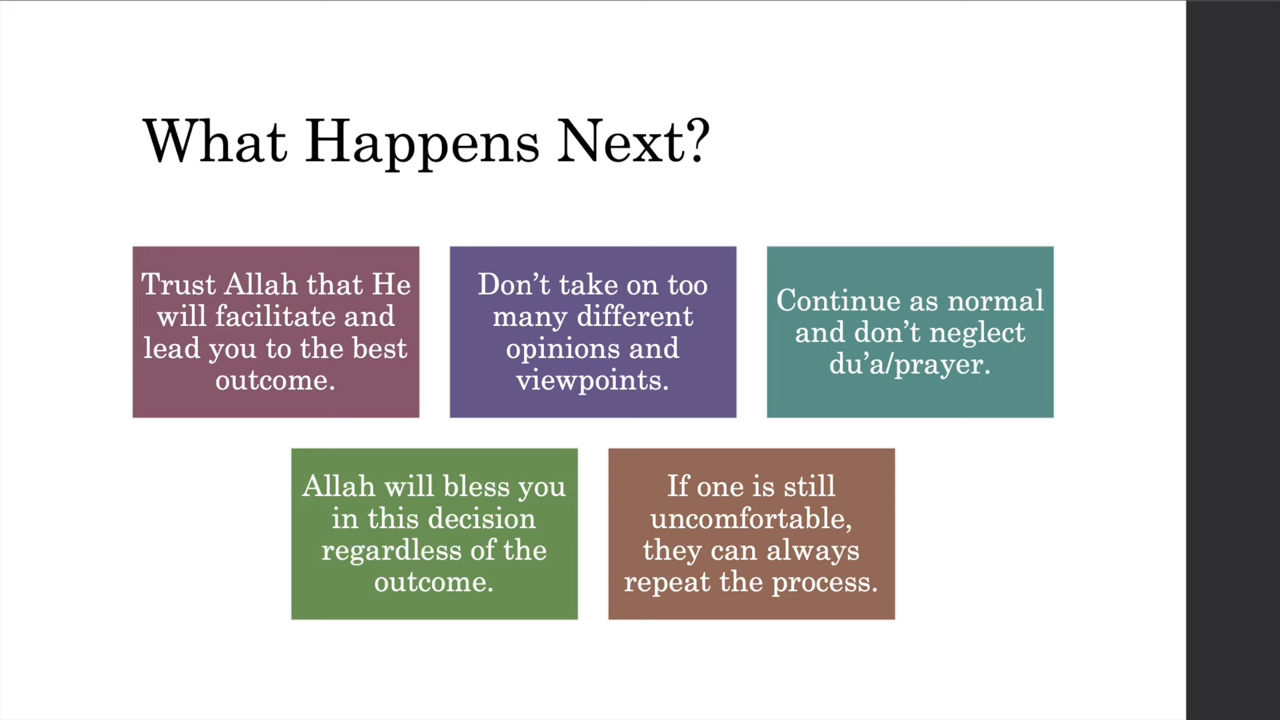 What Happens Next?
Trust Allah that He
will facilitate and
lead you to the best
outcome.
Don’t take on too
many different
opinions and
viewpoints.
Continue as normal
and don’t neglect
du’a/prayer.
Allah will bless you
in this decision
regardless of the
outcome.
If one is still
uncomfortable,
they can always
repeat the process.